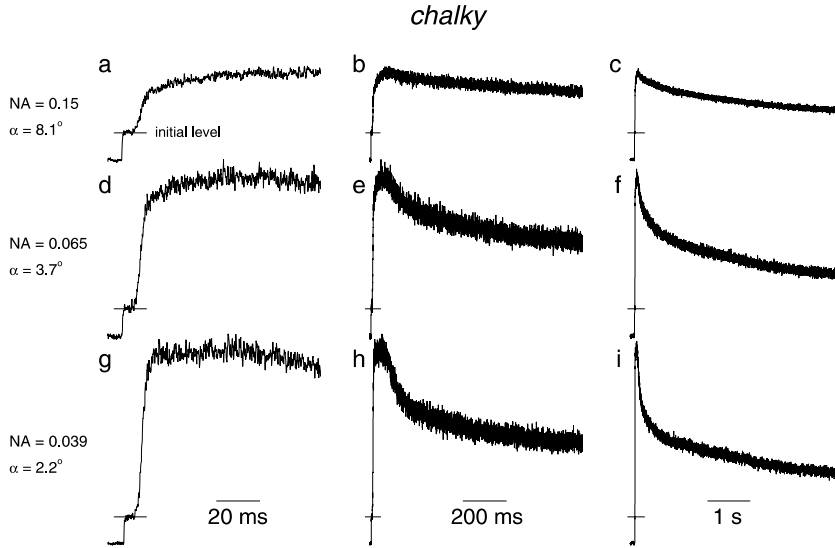 chalky
a
b
c
NA = 0.15
α = 8.1°
initial level
d
e
f
NA = 0.065
α = 3.7°
g
h
i
NA = 0.039
α = 2.2°
20 ms
200 ms
1 s